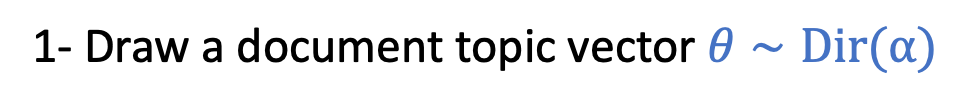 1- Draw a document topic vector θ ~ Dir(α)